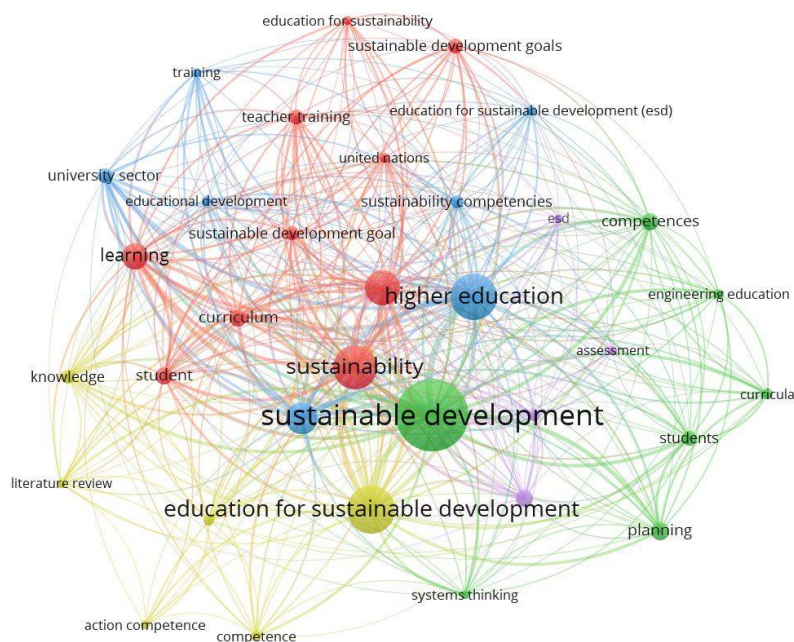 education for sustainability
sustainable development goals
training
education for sustainable development (esd)
teacher training
united nations
university sector
educational development
sustainability competencies
esd
competences
sustainable development goal
learning
higher education
engineering education
curriculum
assessment
sustainability
knowledge
student
curricula
sustainable development
students
literature review
education for sustainable development
planning
systems thinking
action competence
competence